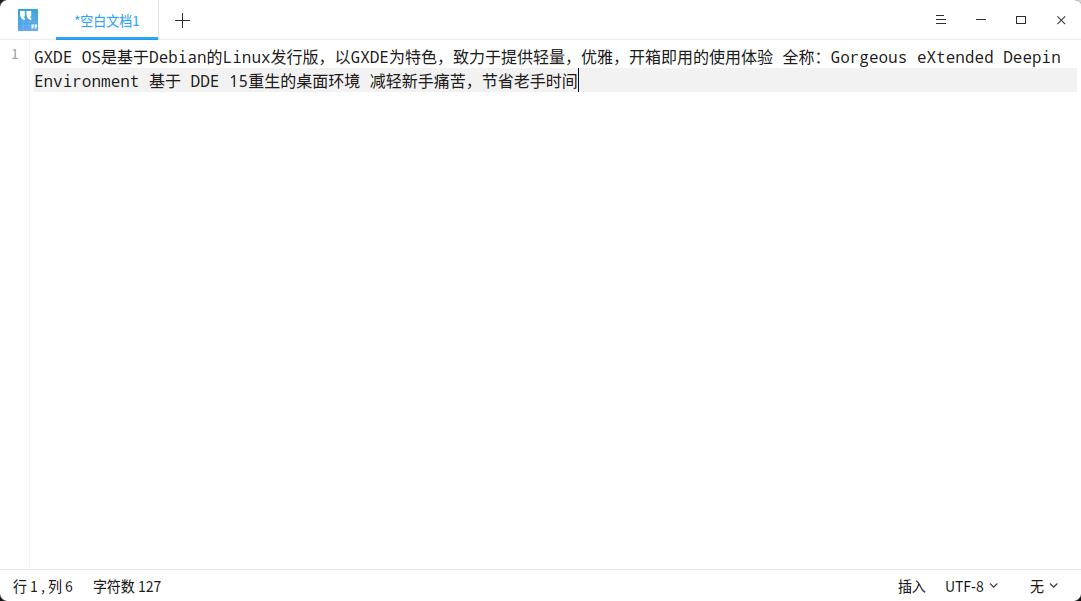 *空白文档1
1
GXDE OS是基于Debian的Linux发行版，以GXDE为特色，致力于提供轻量，优雅，开箱即用的使用体验 全称：Gorgeous eXtended Deepin
Environment 基于 DDE 15重生的桌面环境 减轻新手痛苦，节省老手时间
行 1 , 列 6 字符数 127 插入 UTF-8 无